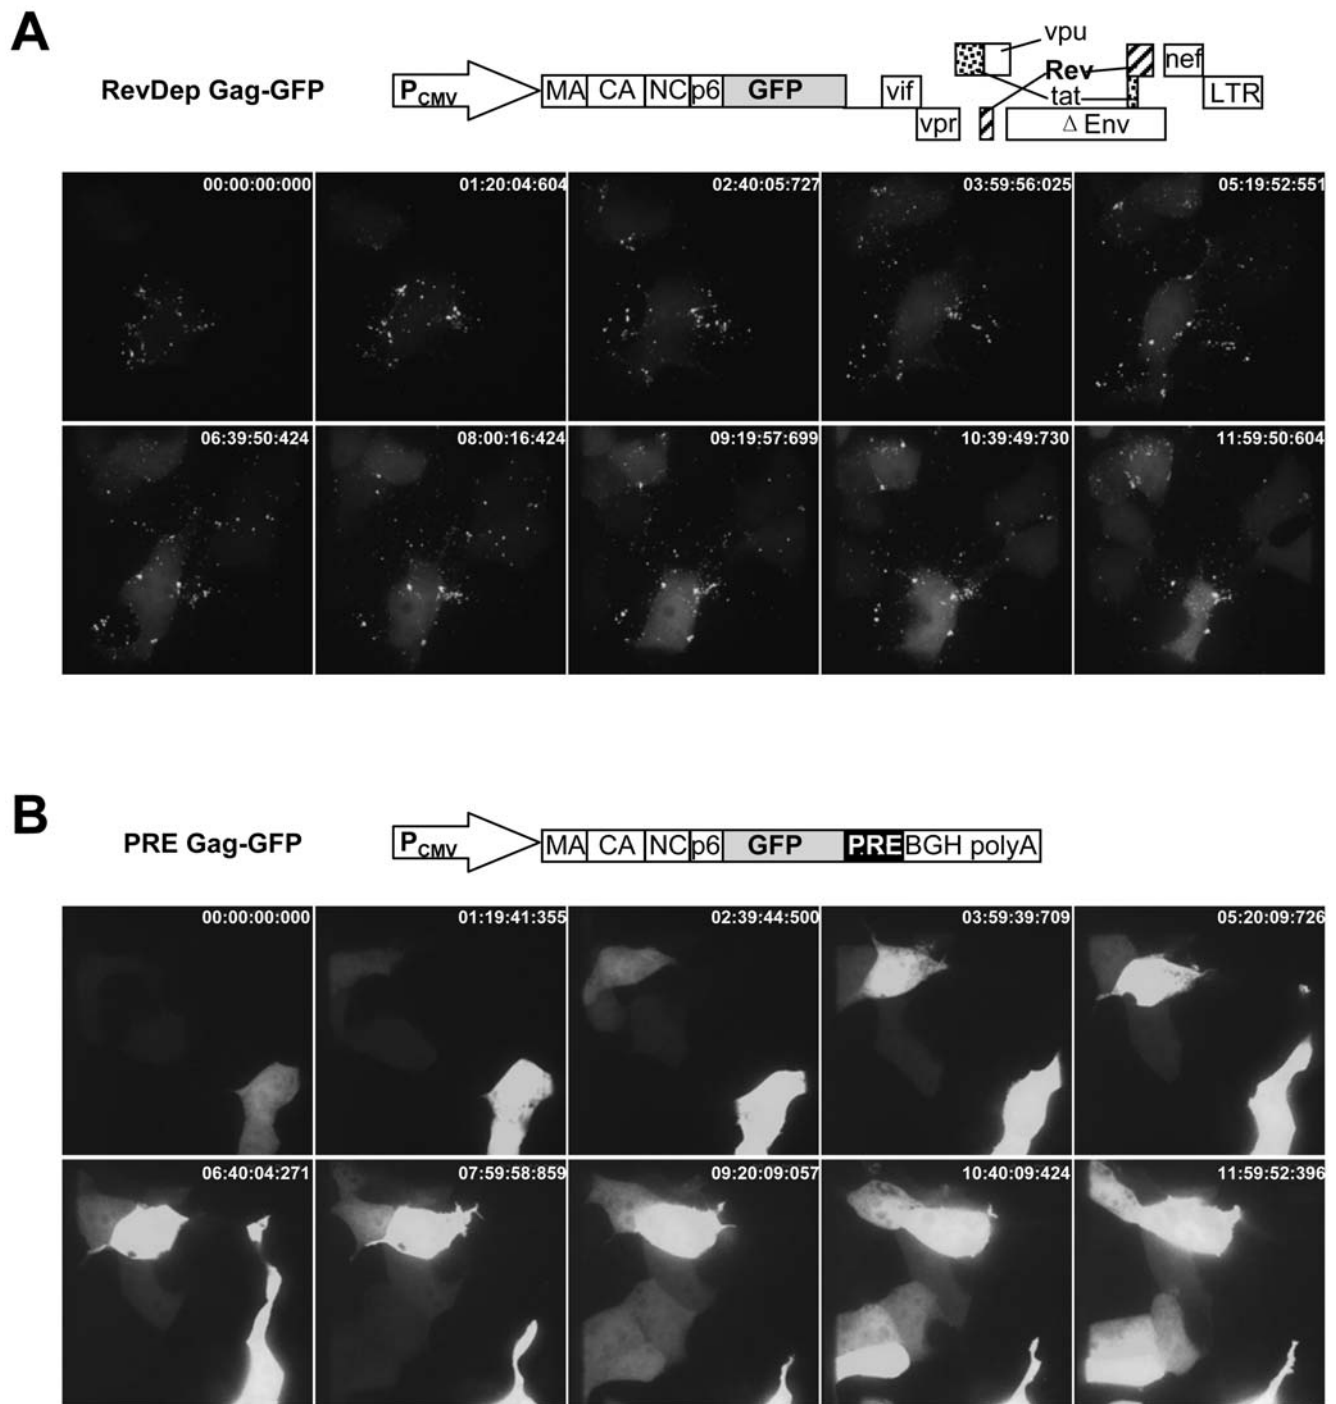 A
RevDep Gag-GFP
PCMV
MA CA NC p6 GFP
vif
vpr
vpu
Rev
tat
nef
LTR
Δ Env
00:00:00:000 01:20:04:604 02:40:05:727 03:59:56:025 05:19:52:551
06:39:50:424 08:00:16:424 09:19:57:699 10:39:49:730 11:59:50:604
B
PRE Gag-GFP
PCMV
MA CA NC p6 GFP PRE BGH polyA
00:00:00:000 01:19:41:355 02:39:44:500 03:59:39:709 05:20:09:726
06:40:04:271 07:59:58:859 09:20:09:057 10:40:09:424 11:59:52:396